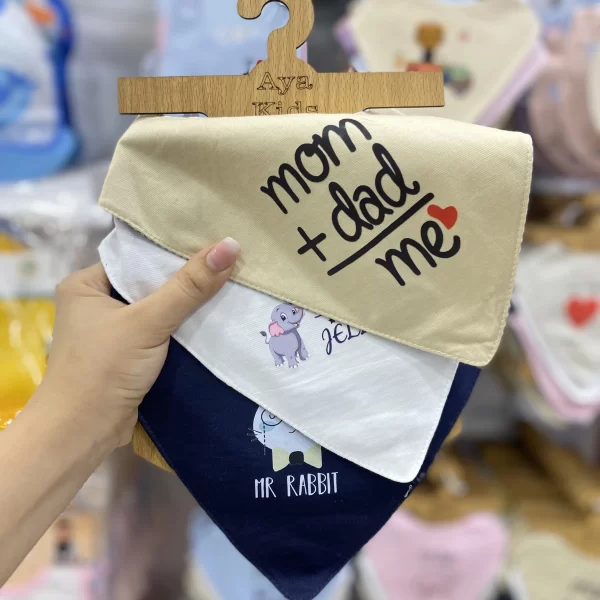 Aya
Kids
mom
+ dad
me
MR RABBIT